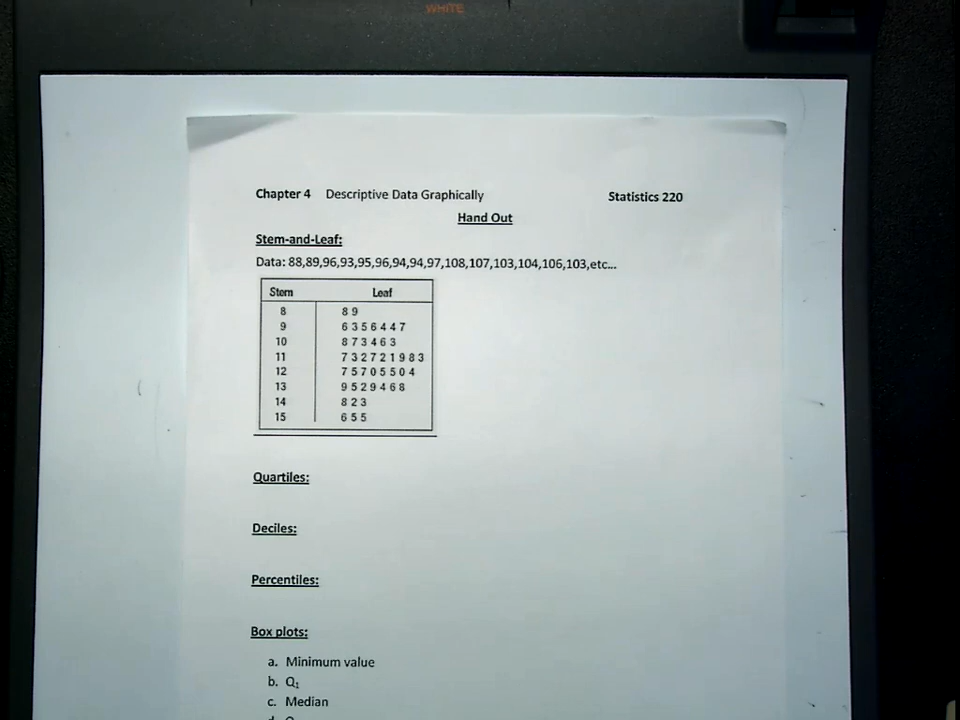 WHITE
Chapter 4 Descriptive Data Graphically Statistics 220
Hand Out
Stem-and-Leaf:
Data: 88,89,96,93,95,96,94,94,97,108,107,103,104,106,103,etc...
Stem Leaf
8 8 9
9 6 3 5 6 4 4 7
10 8 7 3 4 6 3
11 7 3 2 7 2 1 9 8 3
12 7 5 7 0 5 5 0 4
13 9 5 2 9 4 6 8
14 8 2 3
15 6 5 5
Quartiles:
Deciles:
Percentiles:
Box plots:
a. Minimum value
b. Q1
c. Median